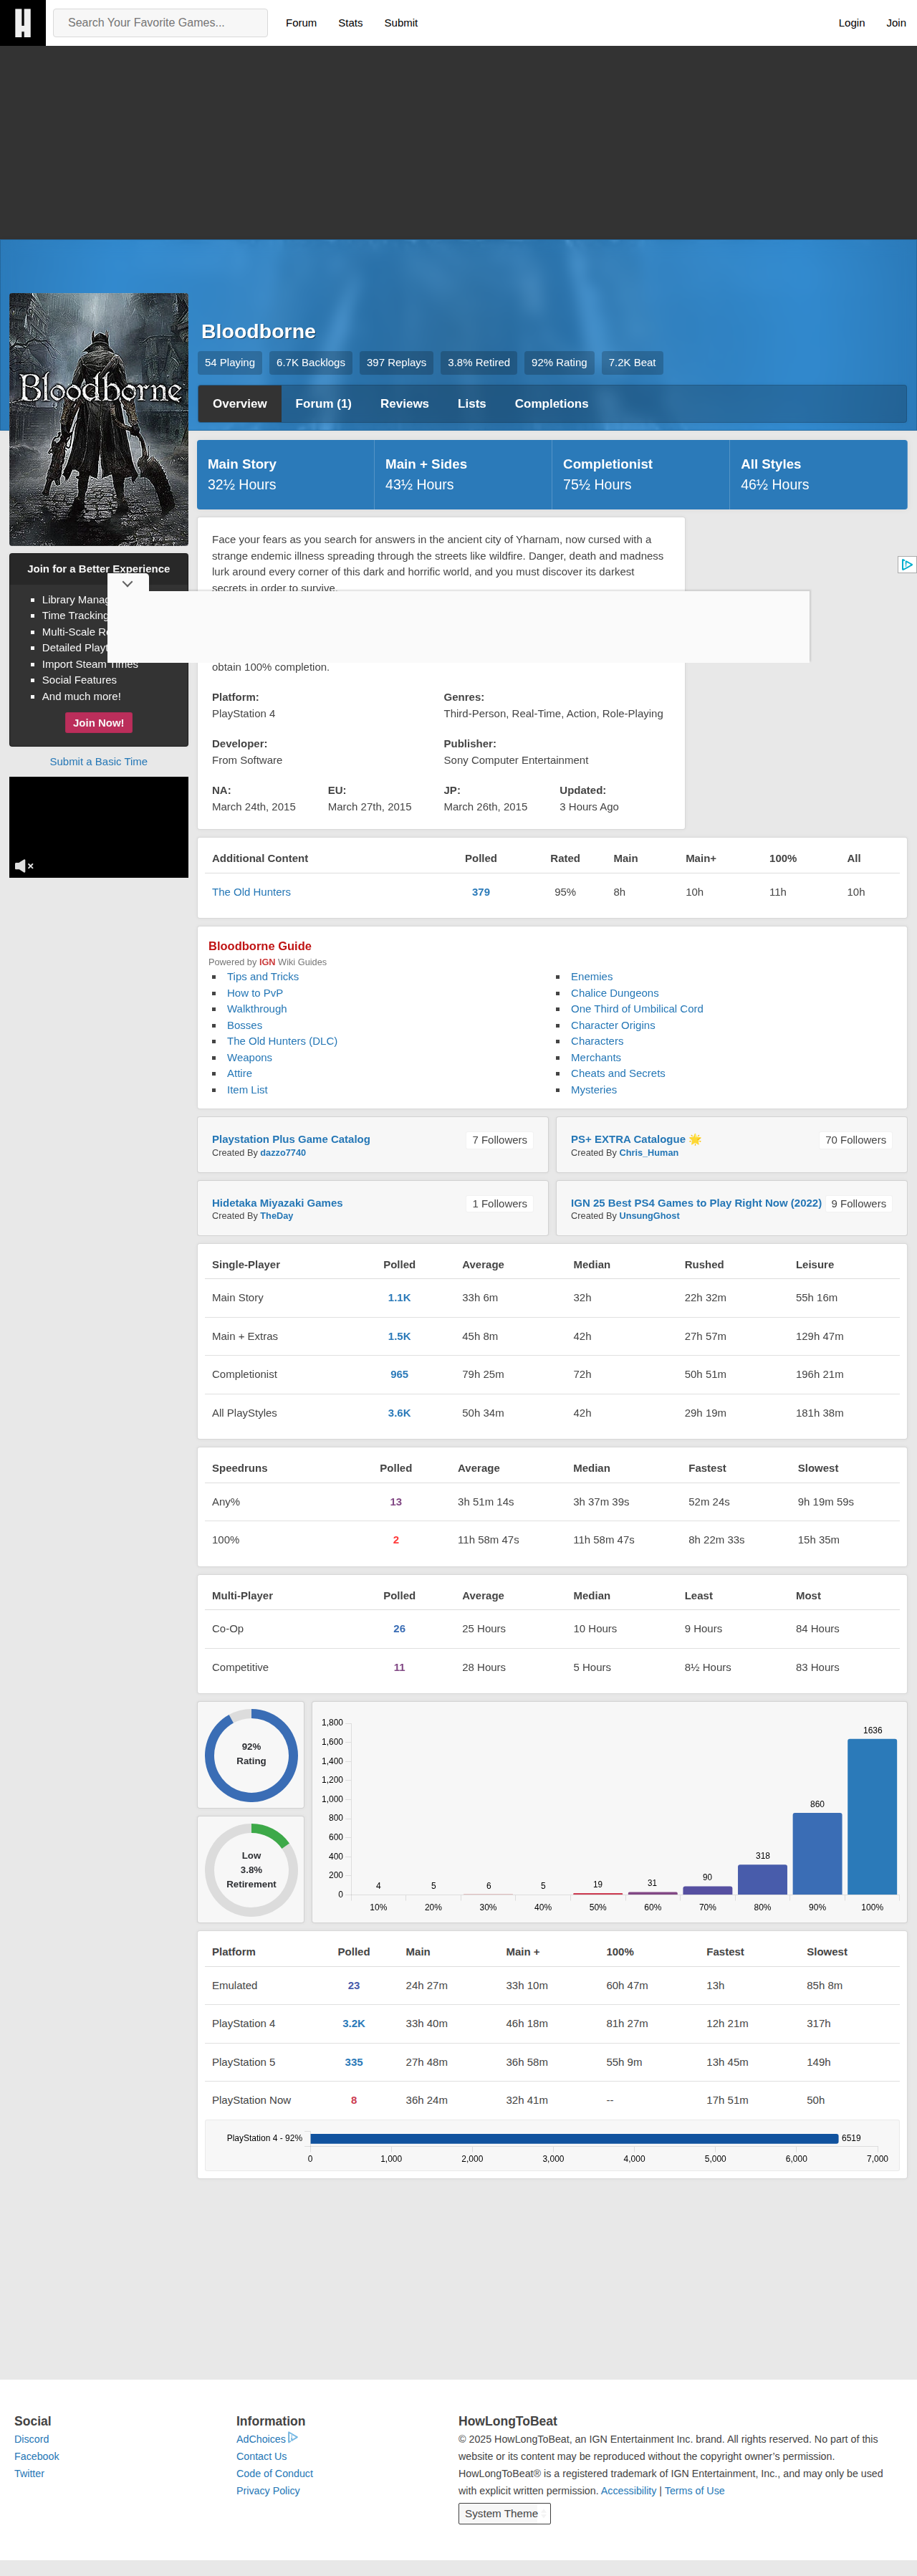 Search Your Favorite Games...
Forum
Stats
Submit
Login
Join
Bloodborne
Bloodborne
54 Playing
6.7K Backlogs
397 Replays
3.8% Retired
92% Rating
7.2K Beat
Overview
Forum (1)
Reviews
Lists
Completions
Main Story
32½ Hours
Main + Sides
43½ Hours
Completionist
75½ Hours
All Styles
46½ Hours
Face your fears as you search for answers in the ancient city of Yharnam, now cursed with a
strange endemic illness spreading through the streets like wildfire. Danger, death and madness
lurk around every corner of this dark and horrific world, and you must discover its darkest
secrets in order to survive.
obtain 100% completion.
Join for a Better Experience
Library Manag
Time Tracking
Multi-Scale Re
Detailed Playt
Import Steam Times
Social Features
And much more!
Join Now!
Submit a Basic Time
Platform:
PlayStation 4
Genres:
Third-Person, Real-Time, Action, Role-Playing
Developer:
From Software
Publisher:
Sony Computer Entertainment
NA:
March 24th, 2015
EU:
March 27th, 2015
JP:
March 26th, 2015
Updated:
3 Hours Ago
Additional Content Polled Rated Main Main+ 100% All
The Old Hunters 379 95% 8h 10h 11h 10h
Bloodborne Guide
Powered by IGN Wiki Guides
Tips and Tricks
How to PvP
Walkthrough
Bosses
The Old Hunters (DLC)
Weapons
Attire
Item List
Enemies
Chalice Dungeons
One Third of Umbilical Cord
Character Origins
Characters
Merchants
Cheats and Secrets
Mysteries
Playstation Plus Game Catalog
Created By dazzo7740
7 Followers
PS+ EXTRA Catalogue 🌟
Created By Chris_Human
70 Followers
Hidetaka Miyazaki Games
Created By TheDay
1 Followers
IGN 25 Best PS4 Games to Play Right Now (2022)
Created By UnsungGhost
9 Followers
Single-Player Polled Average Median Rushed Leisure
Main Story 1.1K 33h 6m 32h 22h 32m 55h 16m
Main + Extras 1.5K 45h 8m 42h 27h 57m 129h 47m
Completionist 965 79h 25m 72h 50h 51m 196h 21m
All PlayStyles 3.6K 50h 34m 42h 29h 19m 181h 38m
Speedruns Polled Average Median Fastest Slowest
Any% 13 3h 51m 14s 3h 37m 39s 52m 24s 9h 19m 59s
100% 2 11h 58m 47s 11h 58m 47s 8h 22m 33s 15h 35m
Multi-Player Polled Average Median Least Most
Co-Op 26 25 Hours 10 Hours 9 Hours 84 Hours
Competitive 11 28 Hours 5 Hours 8½ Hours 83 Hours
92%
Rating
Low
3.8%
Retirement
1,800
1,600
1,400
1,200
1,000
800
600
400
200
0
4 5 6 5 19 31 90 318 860 1636
10% 20% 30% 40% 50% 60% 70% 80% 90% 100%
Platform Polled Main Main + 100% Fastest Slowest
Emulated 23 24h 27m 33h 10m 60h 47m 13h 85h 8m
PlayStation 4 3.2K 33h 40m 46h 18m 81h 27m 12h 21m 317h
PlayStation 5 335 27h 48m 36h 58m 55h 9m 13h 45m 149h
PlayStation Now 8 36h 24m 32h 41m -- 17h 51m 50h
PlayStation 4 - 92% 6519
0 1,000 2,000 3,000 4,000 5,000 6,000 7,000
Social
Discord
Facebook
Twitter
Information
AdChoices
Contact Us
Code of Conduct
Privacy Policy
HowLongToBeat
© 2025 HowLongToBeat, an IGN Entertainment Inc. brand. All rights reserved. No part of this
website or its content may be reproduced without the copyright owner's permission.
HowLongToBeat® is a registered trademark of IGN Entertainment, Inc., and may only be used
with explicit written permission. Accessibility | Terms of Use
System Theme